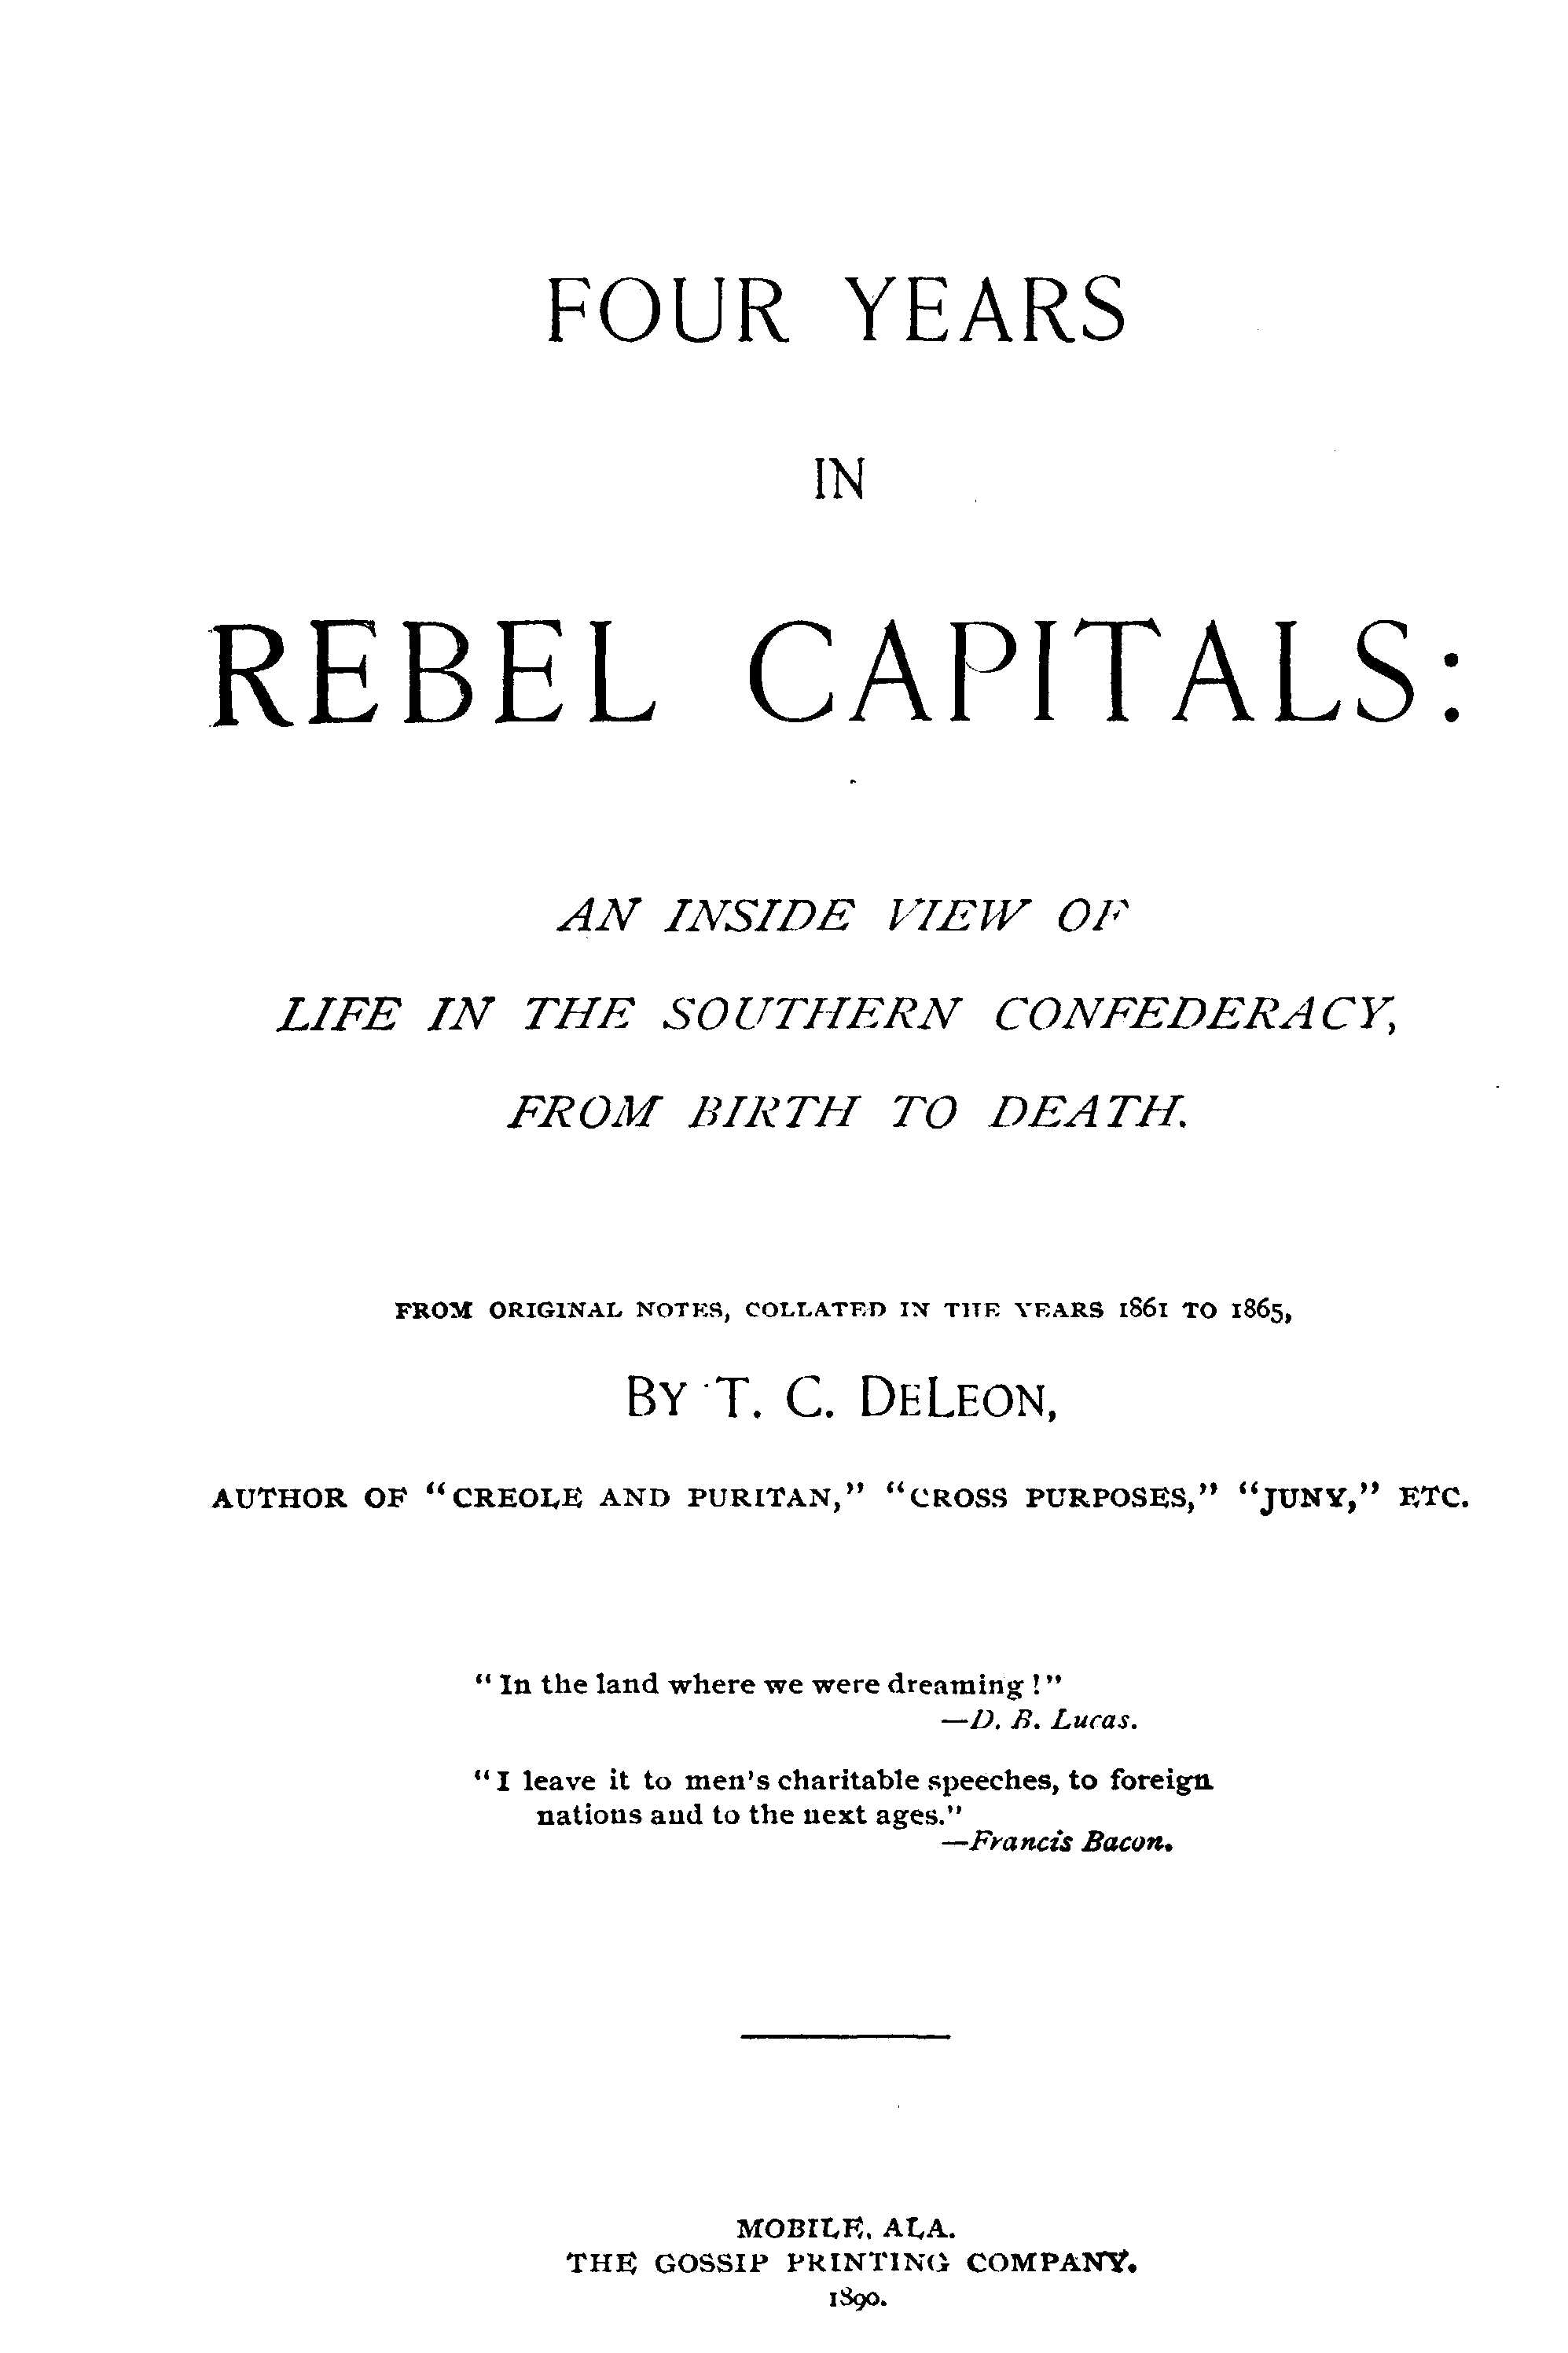 FOUR YEARS
IN
REBEL CAPITALS:
AN INSIDE VIEW OF
LIFE IN THE SOUTHERN CONFEDERACY,
FROM BIRTH TO DEATH.
FROM ORIGINAL NOTES, COLLATED IN THE YEARS 1861 TO 1865,
BY T. C. DELEON,
AUTHOR OF "CREOLE AND PURITAN," "CROSS PURPOSES," "JUNY," ETC.
"In the land where we were dreaming!"
—D. B. Lucas.
"I leave it to men's charitable speeches, to foreign
nations and to the next ages."
—Francis Bacon.
MOBILE, ALA.
THE GOSSIP PRINTING COMPANY.
1890.